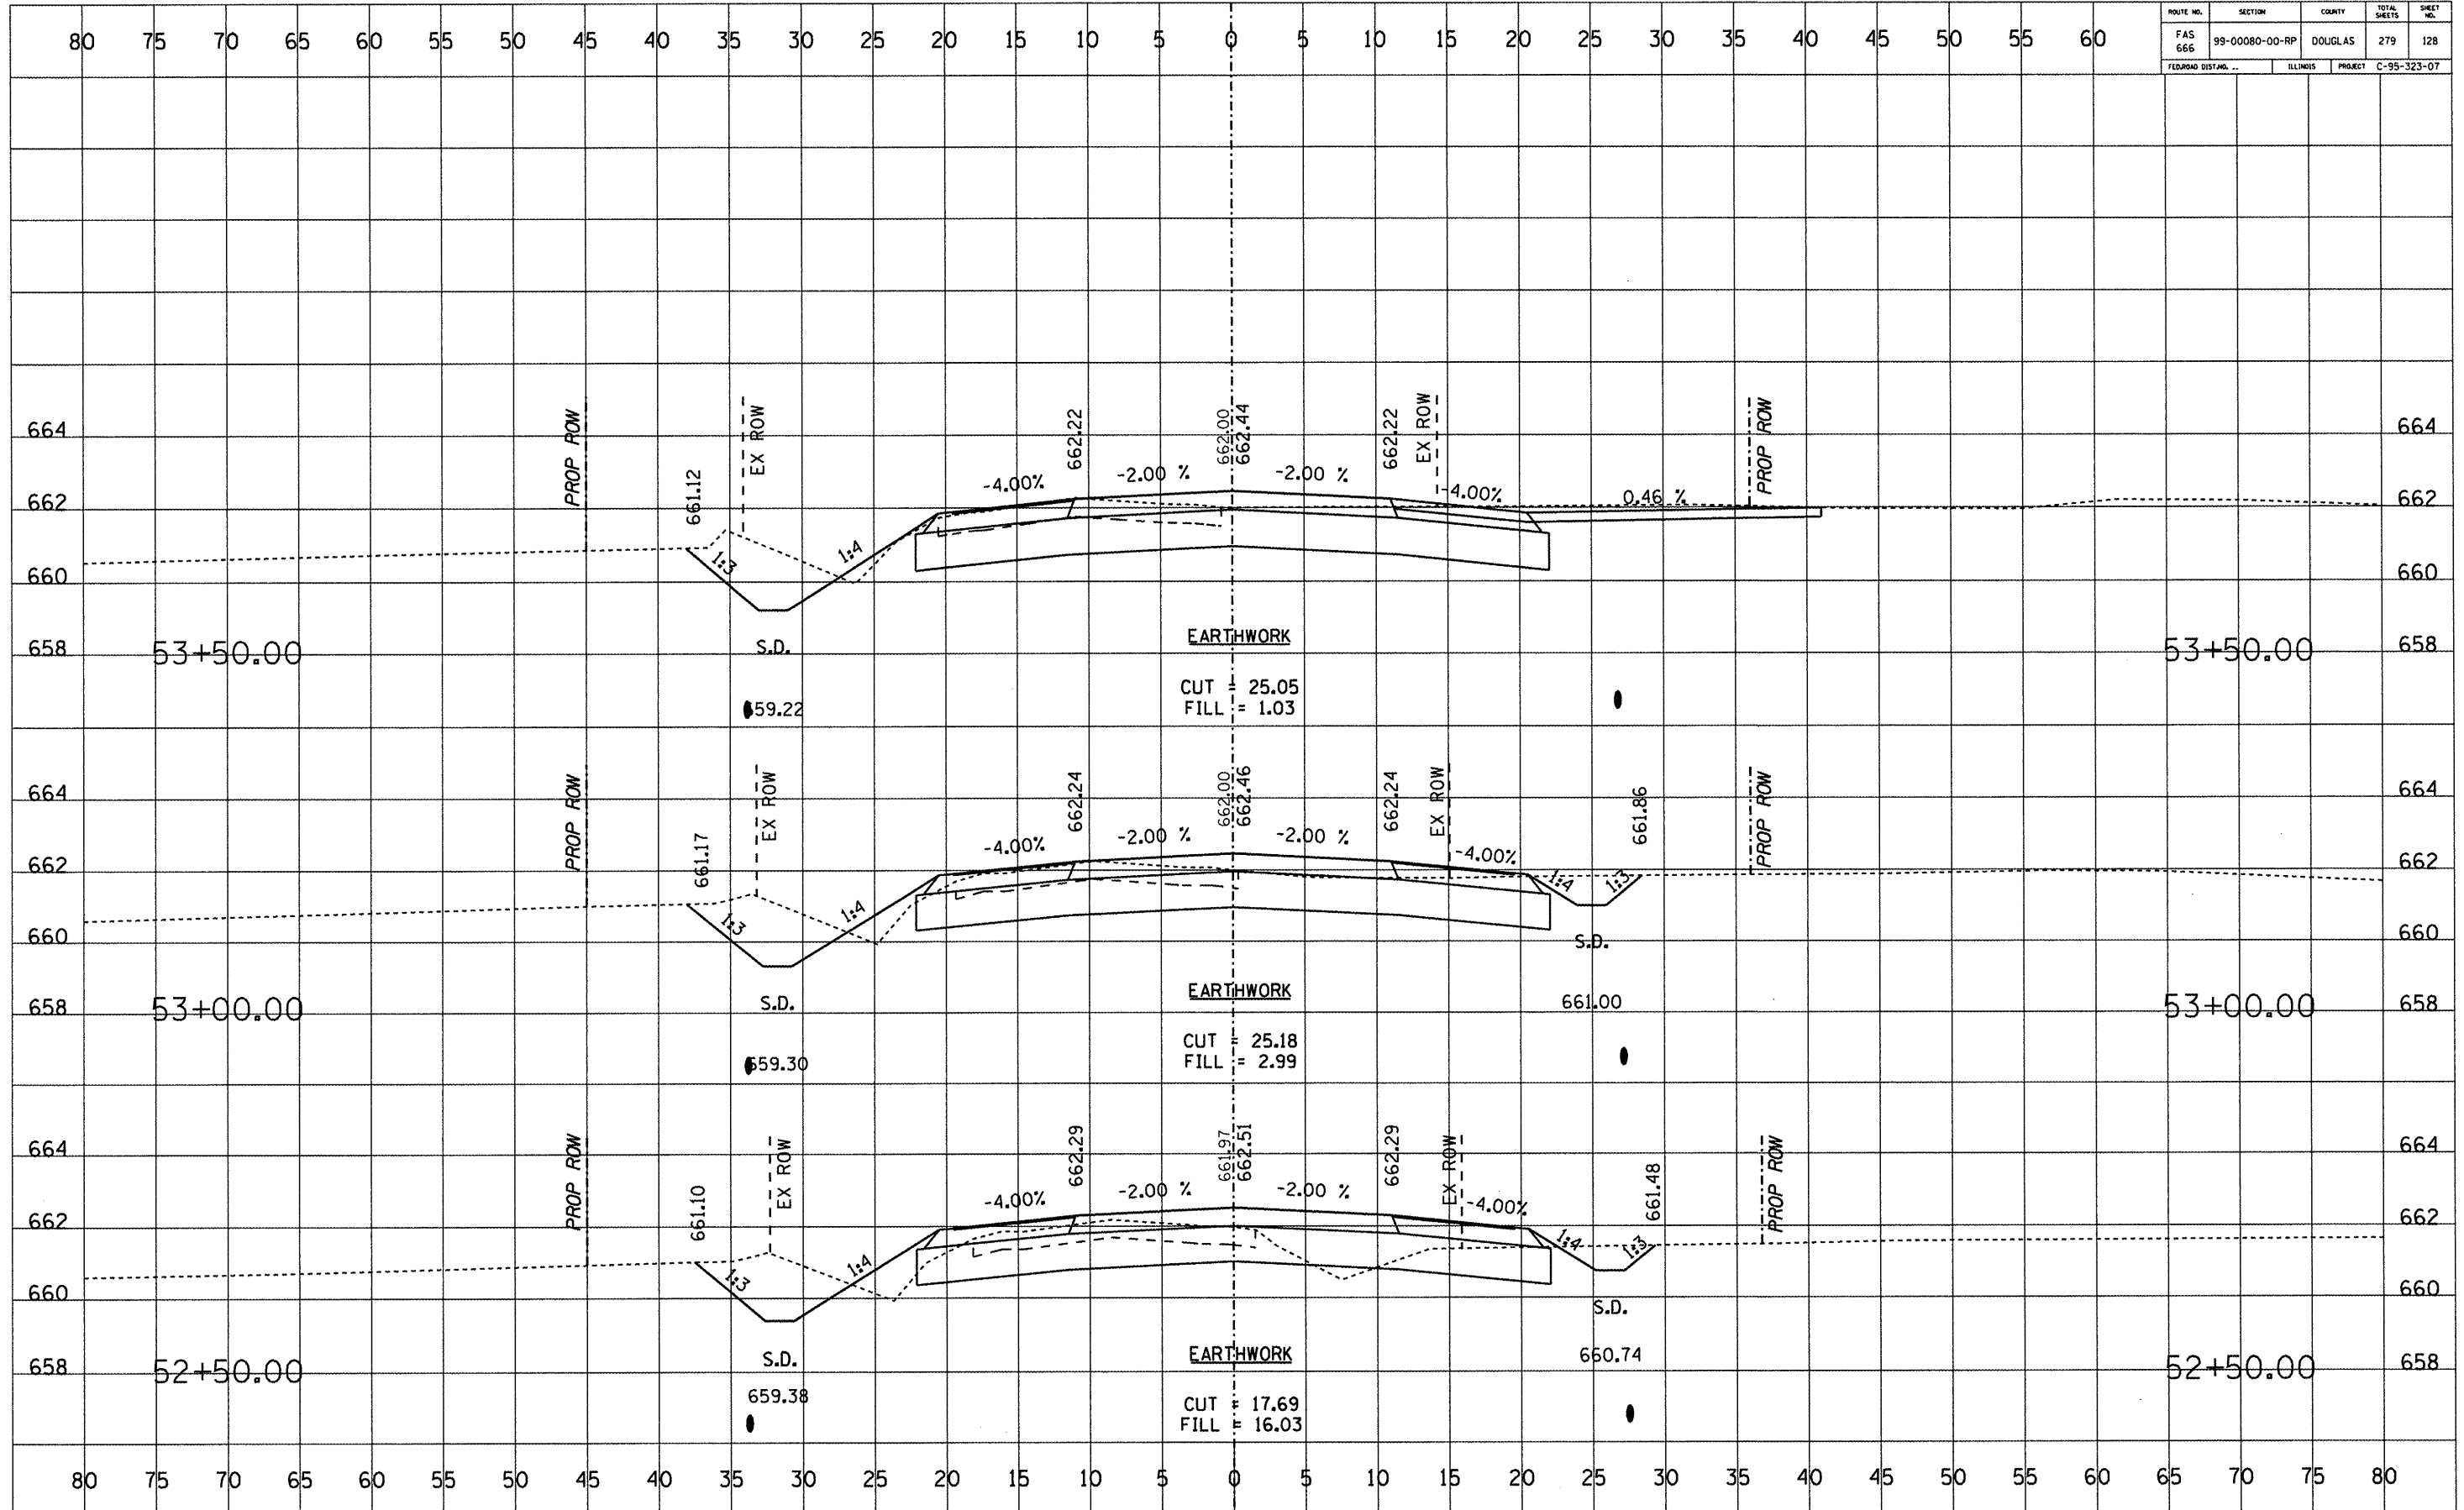 ROUTE NO. SECTION COUNTY TOTAL SHEETS SHEET NO.
FAS 666 99-00080-00-RP DOUGLAS 279 128
FED.ROAD DIST.NO. .. ILLINOIS PROJECT C-95-323-07
80 75 70 65 60 55 50 45 40 35 30 25 20 15 10 5 0 5 10 15 20 25 30 35 40 45 50 55 60
PROP ROW EX ROW 662.22 662.00 662.44 662.22 EX ROW PROP ROW
664 664
661.12
-4.00% -2.00 % -2.00 % -4.00% 0.46 %
662 662
1:3 1:4
660 660
S.D. EARTHWORK
658 53+50.00 53+50.00 658
CUT = 25.05
659.22 FILL = 1.03
PROP ROW EX ROW 662.24 662.00 662.46 662.24 EX ROW 661.86 PROP ROW
664 664
661.17
-4.00% -2.00 % -2.00 % -4.00%
662 662
1:3 1:4 1:4 1:3
660 S.D. 660
S.D. EARTHWORK 661.00
658 53+00.00 53+00.00 658
CUT = 25.18
659.30 FILL = 2.99
PROP ROW EX ROW 662.29 661.97 662.51 662.29 EX ROW 661.48 PROP ROW
664 664
661.10
-4.00% -2.00 % -2.00 % -4.00%
662 662
1:3 1:4 1:4 1:3
660 S.D. 660
S.D. EARTHWORK 660.74
658 52+50.00 52+50.00 658
659.38 CUT = 17.69
FILL = 16.03
80 75 70 65 60 55 50 45 40 35 30 25 20 15 10 5 0 5 10 15 20 25 30 35 40 45 50 55 60 65 70 75 80